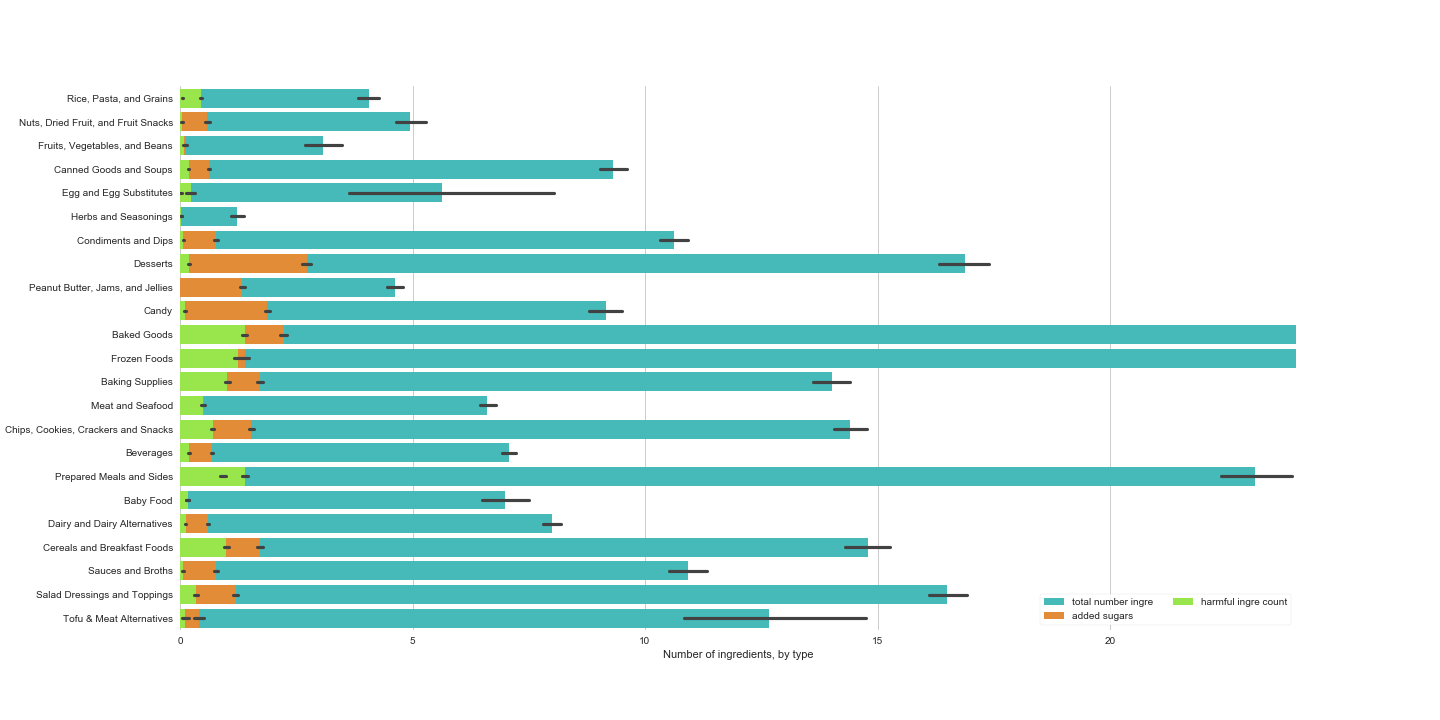 Rice, Pasta, and Grains
Nuts, Dried Fruit, and Fruit Snacks
Fruits, Vegetables, and Beans
Canned Goods and Soups
Egg and Egg Substitutes
Herbs and Seasonings
Condiments and Dips
Desserts
Peanut Butter, Jams, and Jellies
Candy
Baked Goods
Frozen Foods
Baking Supplies
Meat and Seafood
Chips, Cookies, Crackers and Snacks
Beverages
Prepared Meals and Sides
Baby Food
Dairy and Dairy Alternatives
Cereals and Breakfast Foods
Sauces and Broths
Salad Dressings and Toppings
Tofu & Meat Alternatives
total number ingre harmful ingre count
added sugars
0 5 10 15 20
Number of ingredients, by type